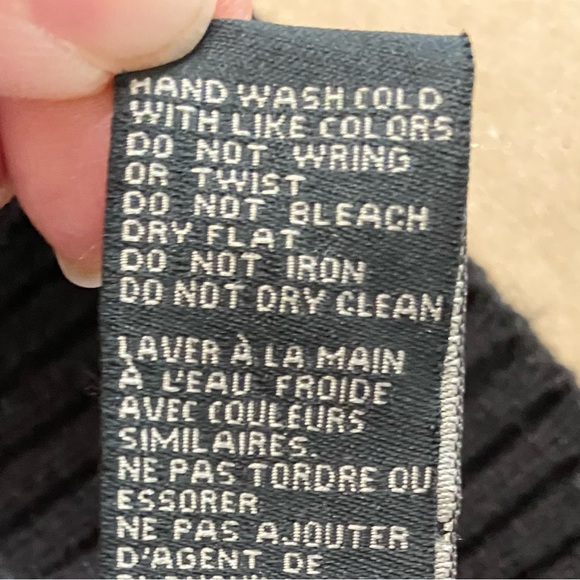 HAND WASH COLD
WITH LIKE COLORS
DO NOT WRING
OR TWIST
DO NOT BLEACH
DRY FLAT
DO NOT IRON
DO NOT DRY CLEAN
LAVER À LA MAIN
À L'EAU FROIDE
AVEC COULEURS
SIMILAIRES.
NE PAS TORDRE OU
ESSORER
NE PAS AJOUTER
D'AGENT DE